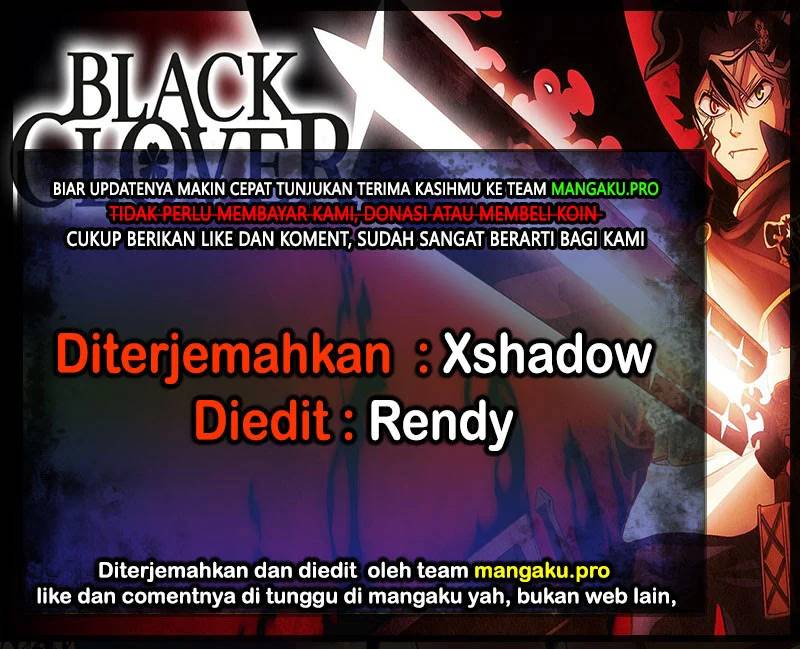 BLACK
CLOVER
BIAR UPDATENYA MAKIN CEPAT TUNJUKAN TERIMA KASIHMU KE TEAM MANGAKU.PRO
TIDAK PERLU MEMBAYAR KAMI, DONASI ATAU MEMBELI KOIN
CUKUP BERIKAN LIKE DAN KOMENT, SUDAH SANGAT BERARTI BAGI KAMI
Diterjemahkan : Xshadow
Diedit : Rendy
Diterjemahkan dan diedit oleh team mangaku.pro
like dan comentnya di tunggu di mangaku yah, bukan web lain,